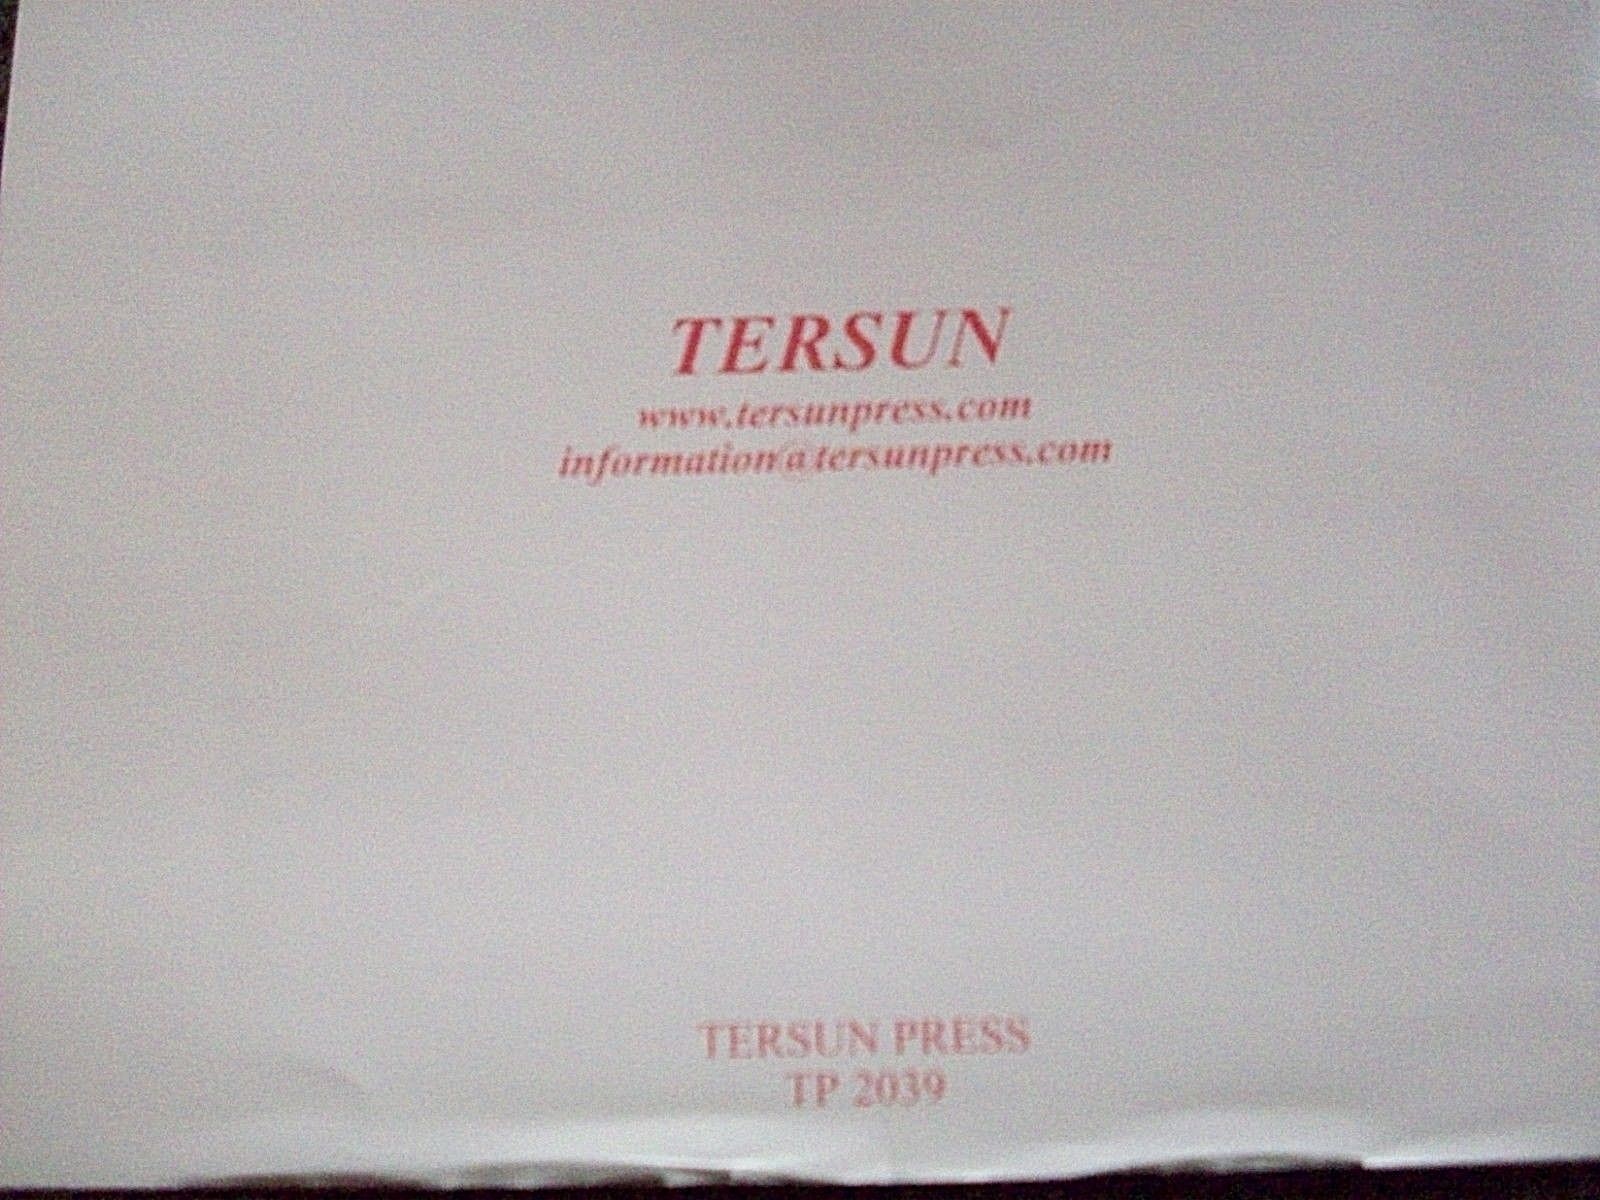 TERSUN
www.tersunpress.com
information@tersunpress.com
TERSUN PRESS
TP 2039